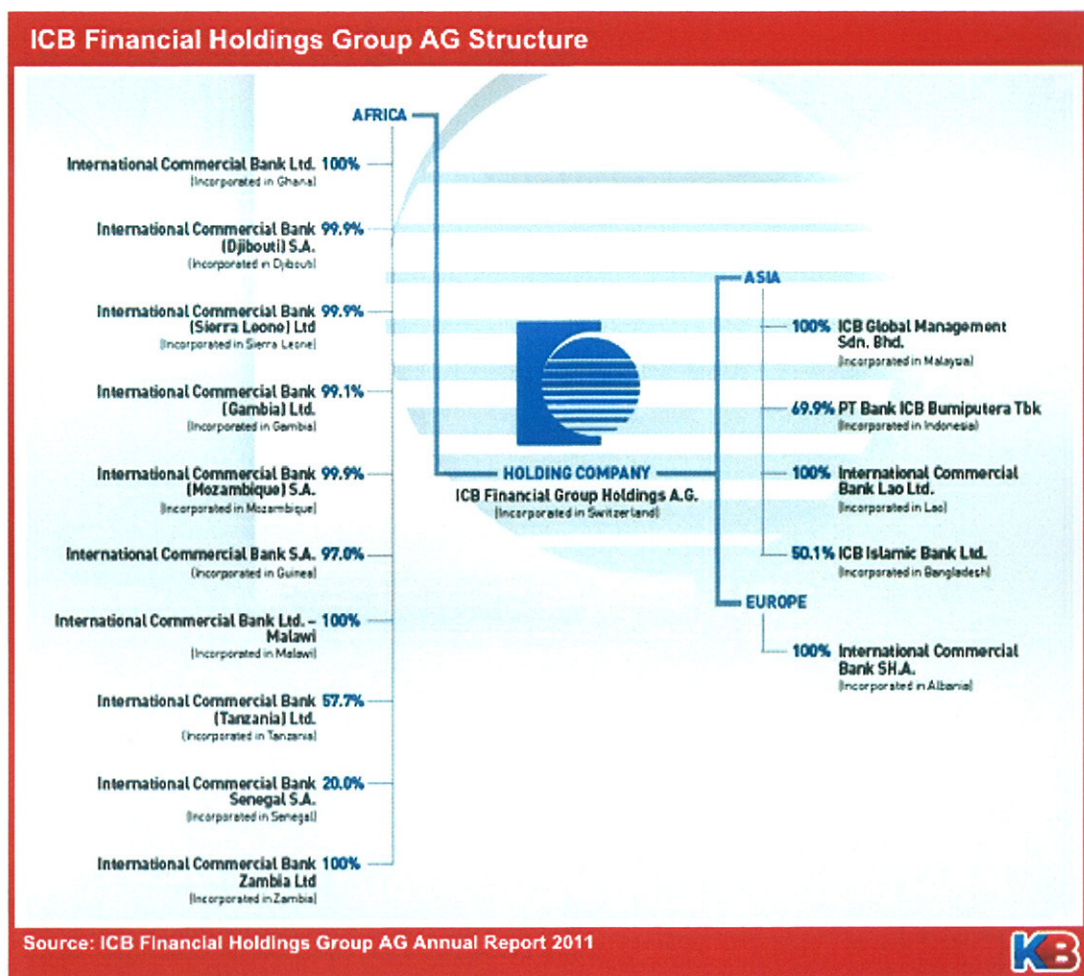 ICB Financial Holdings Group AG Structure
AFRICA
International Commercial Bank Ltd. 100%
(Incorporated in Ghana)
International Commercial Bank 99.9%
(Djibouti) S.A.
(Incorporated in Djibouti)
International Commercial Bank 99.9%
(Sierra Leone) Ltd
(Incorporated in Sierra Leone)
International Commercial Bank 99.1%
(Gambia) Ltd.
(Incorporated in Gambia)
International Commercial Bank 99.9%
(Mozambique) S.A.
(Incorporated in Mozambique)
International Commercial Bank S.A. 97.0%
(Incorporated in Guinea)
International Commercial Bank Ltd. – 100%
Malawi
(Incorporated in Malawi)
International Commercial Bank 57.7%
(Tanzania) Ltd.
(Incorporated in Tanzania)
International Commercial Bank 20.0%
Senegal S.A.
(Incorporated in Senegal)
International Commercial Bank 100%
Zambia Ltd
(Incorporated in Zambia)
HOLDING COMPANY
ICB Financial Group Holdings A.G.
(Incorporated in Switzerland)
ASIA
100% ICB Global Management
Sdn. Bhd.
(Incorporated in Malaysia)
69.9% PT Bank ICB Bumiputera Tbk
(Incorporated in Indonesia)
100% International Commercial
Bank Lao Ltd.
(Incorporated in Lao)
50.1% ICB Islamic Bank Ltd.
(Incorporated in Bangladesh)
EUROPE
100% International Commercial
Bank SH.A.
(Incorporated in Albania)
Source: ICB Financial Holdings Group AG Annual Report 2011
KB